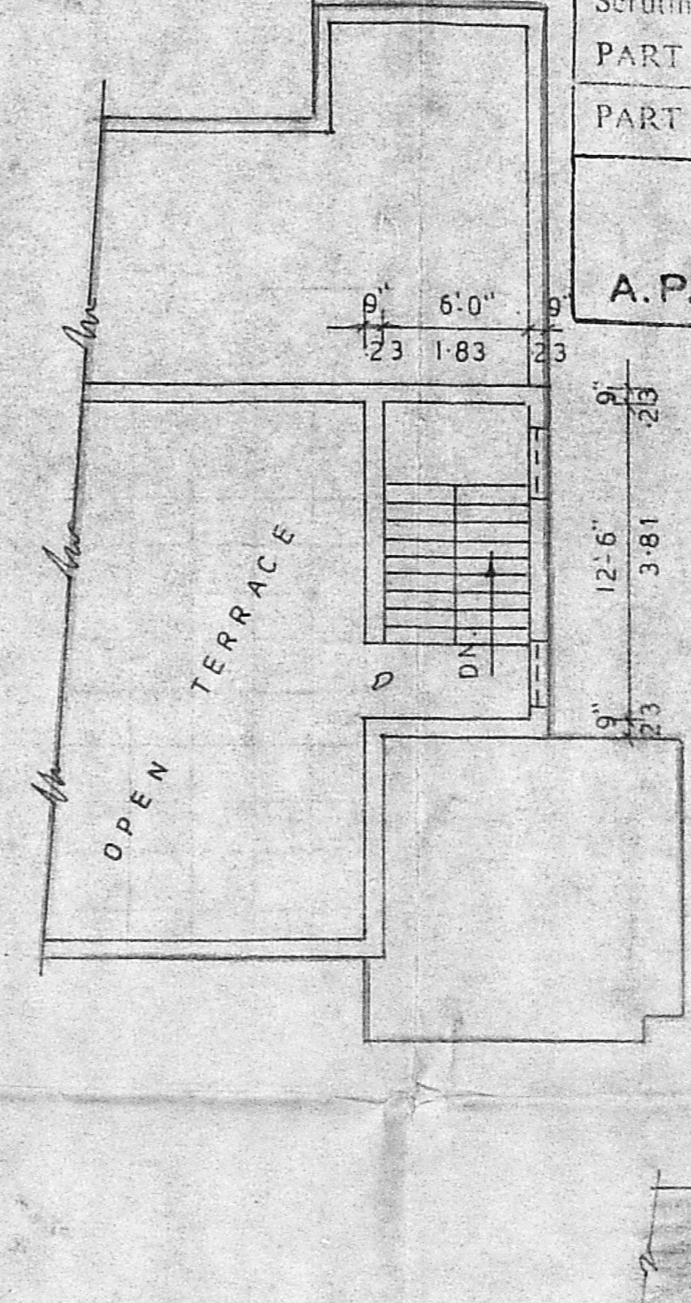 PART
PART
A.P.
9" 6'-0" 9"
·23 1·83 ·23
9" 12'-6" 9"
·23 3·81 ·23
OPEN TERRACE
D
DN.